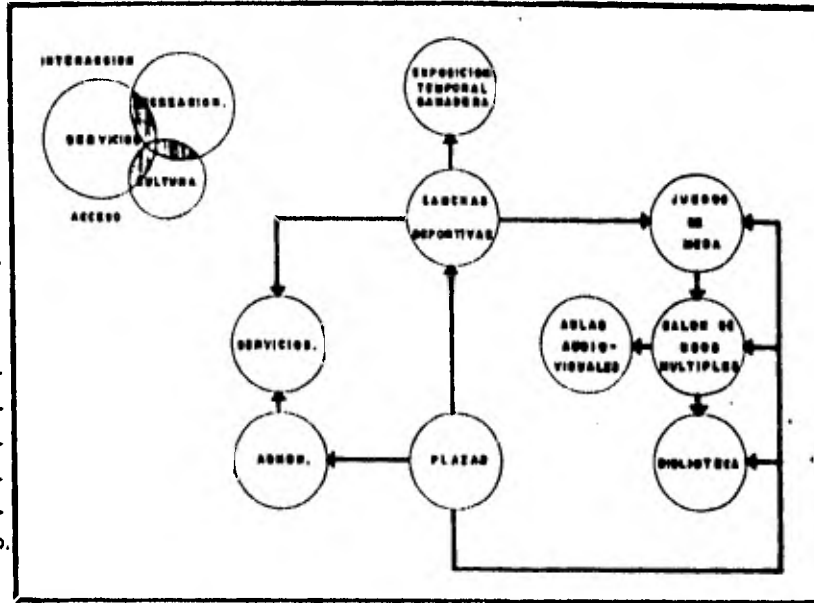 INTERACCION
RECREACION.
SERVICIOS
CULTURA
ACCESO
EXPOSICION
TEMPORAL
GANADERA
CANCHAS
DEPORTIVAS
JUEGOS
DE
MESA
SERVICIOS.
AULAS
AUDIO-
VISUALES
SALON DE
USOS
MULTIPLES
ADMON.
PLAZAS
BIBLIOTECA